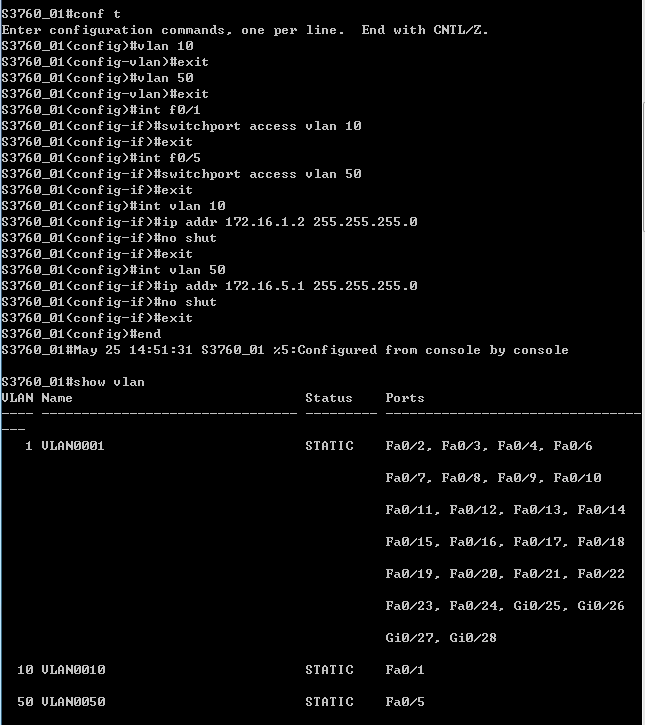 S3760_01#conf t
Enter configuration commands, one per line.  End with CNTL/Z.
S3760_01(config)#vlan 10
S3760_01(config-vlan)#exit
S3760_01(config)#vlan 50
S3760_01(config-vlan)#exit
S3760_01(config)#int f0/1
S3760_01(config-if)#switchport access vlan 10
S3760_01(config-if)#exit
S3760_01(config)#int f0/5
S3760_01(config-if)#switchport access vlan 50
S3760_01(config-if)#exit
S3760_01(config)#int vlan 10
S3760_01(config-if)#ip addr 172.16.1.2 255.255.255.0
S3760_01(config-if)#no shut
S3760_01(config-if)#exit
S3760_01(config)#int vlan 50
S3760_01(config-if)#ip addr 172.16.5.1 255.255.255.0
S3760_01(config-if)#no shut
S3760_01(config-if)#exit
S3760_01(config)#end
S3760_01#May 25 14:51:31 S3760_01 %5:Configured from console by console
S3760_01#show vlan
VLAN Name                             Status    Ports
---- -------------------------------- --------- --------------------------------
---
   1 VLAN0001                         STATIC    Fa0/2, Fa0/3, Fa0/4, Fa0/6
                                                Fa0/7, Fa0/8, Fa0/9, Fa0/10
                                                Fa0/11, Fa0/12, Fa0/13, Fa0/14
                                                Fa0/15, Fa0/16, Fa0/17, Fa0/18
                                                Fa0/19, Fa0/20, Fa0/21, Fa0/22
                                                Fa0/23, Fa0/24, Gi0/25, Gi0/26
                                                Gi0/27, Gi0/28
  10 VLAN0010                         STATIC    Fa0/1
  50 VLAN0050                         STATIC    Fa0/5